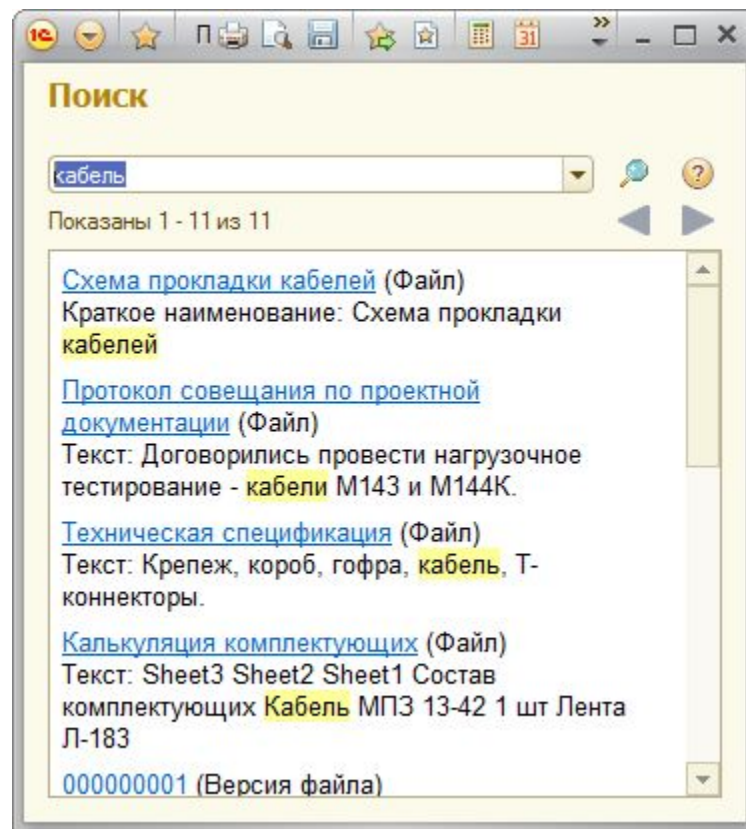 1С П 31
Поиск
кабель
Показаны 1 - 11 из 11
Схема прокладки кабелей (Файл)
Краткое наименование: Схема прокладки
кабелей
Протокол совещания по проектной
документации (Файл)
Текст: Договорились провести нагрузочное
тестирование - кабели М143 и М144К.
Техническая спецификация (Файл)
Текст: Крепеж, короб, гофра, кабель, Т-
коннекторы.
Калькуляция комплектующих (Файл)
Текст: Sheet3 Sheet2 Sheet1 Состав
комплектующих Кабель МПЗ 13-42 1 шт Лента
Л-183
000000001 (Версия файла)